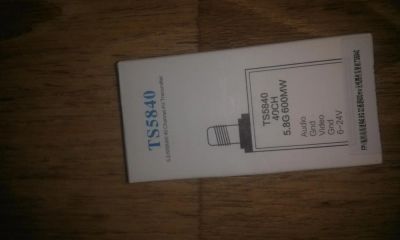 TS5840
TS5840
40CH
5.8G 600MW
Audio
Gnd
Video
Gnd
6~24V